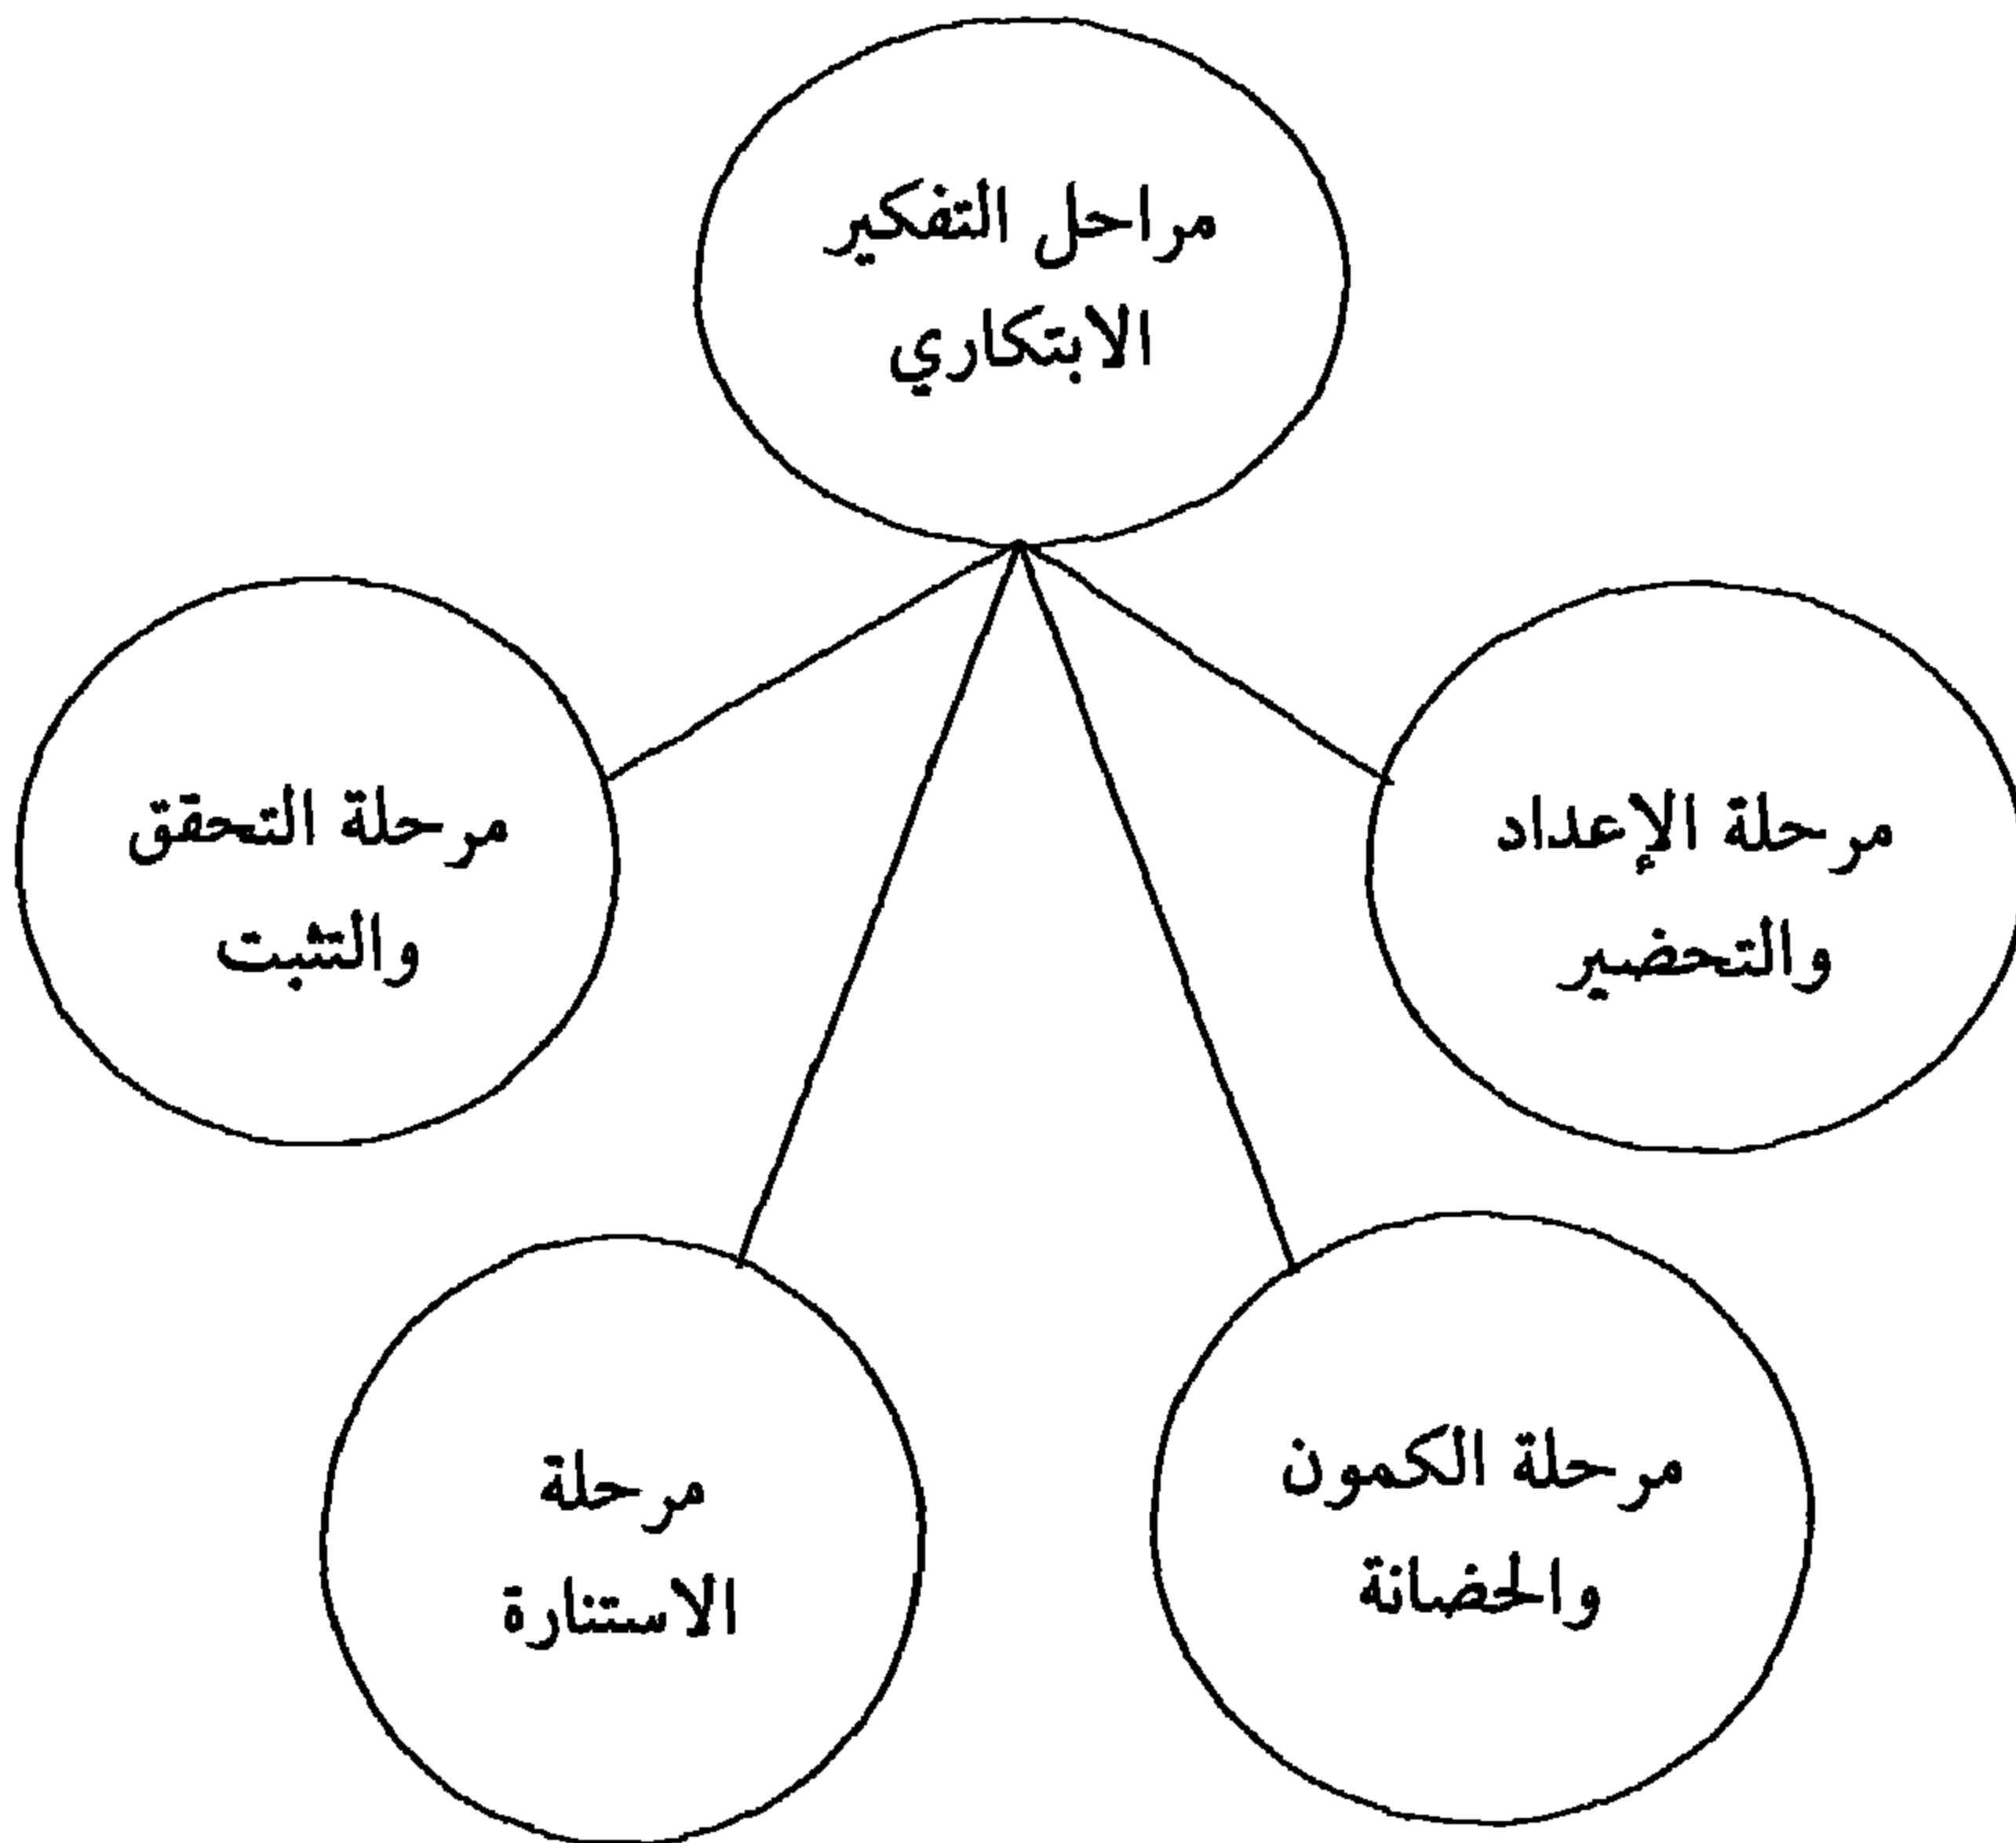 مراحل التفكير
الابتكاري
مرحلة الإعداد
والتحضير
مرحلة الكمون
والحضانة
مرحلة
الاستنارة
مرحلة التحقق
والتثبت